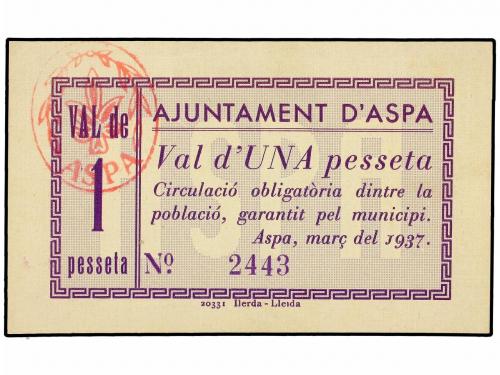 VAL de
1
pesseta
ASPA
AJUNTAMENT D'ASPA
Val d'UNA pesseta
Circulació obligatòria dintre la
població, garantit pel municipi.
Aspa, març del 1937.
Nº 2443
20331 Ilerda - Lleida